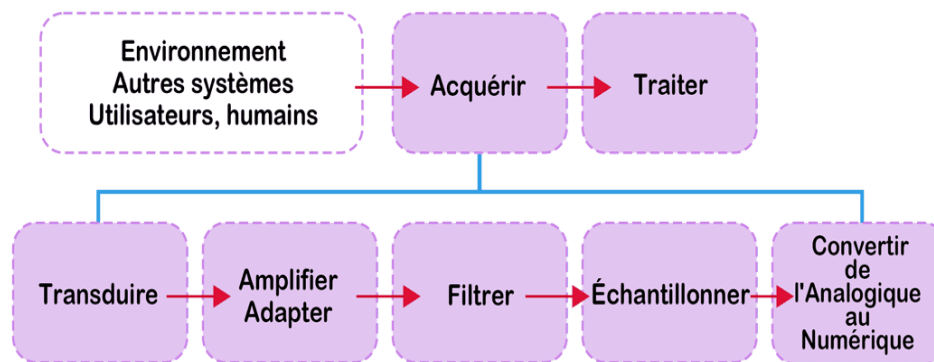 Environnement
Autres systèmes
Utilisateurs, humains
Acquérir
Traiter
Transduire
Amplifier
Adapter
Filtrer
Échantillonner
Convertir
de
l'Analogique
au
Numérique